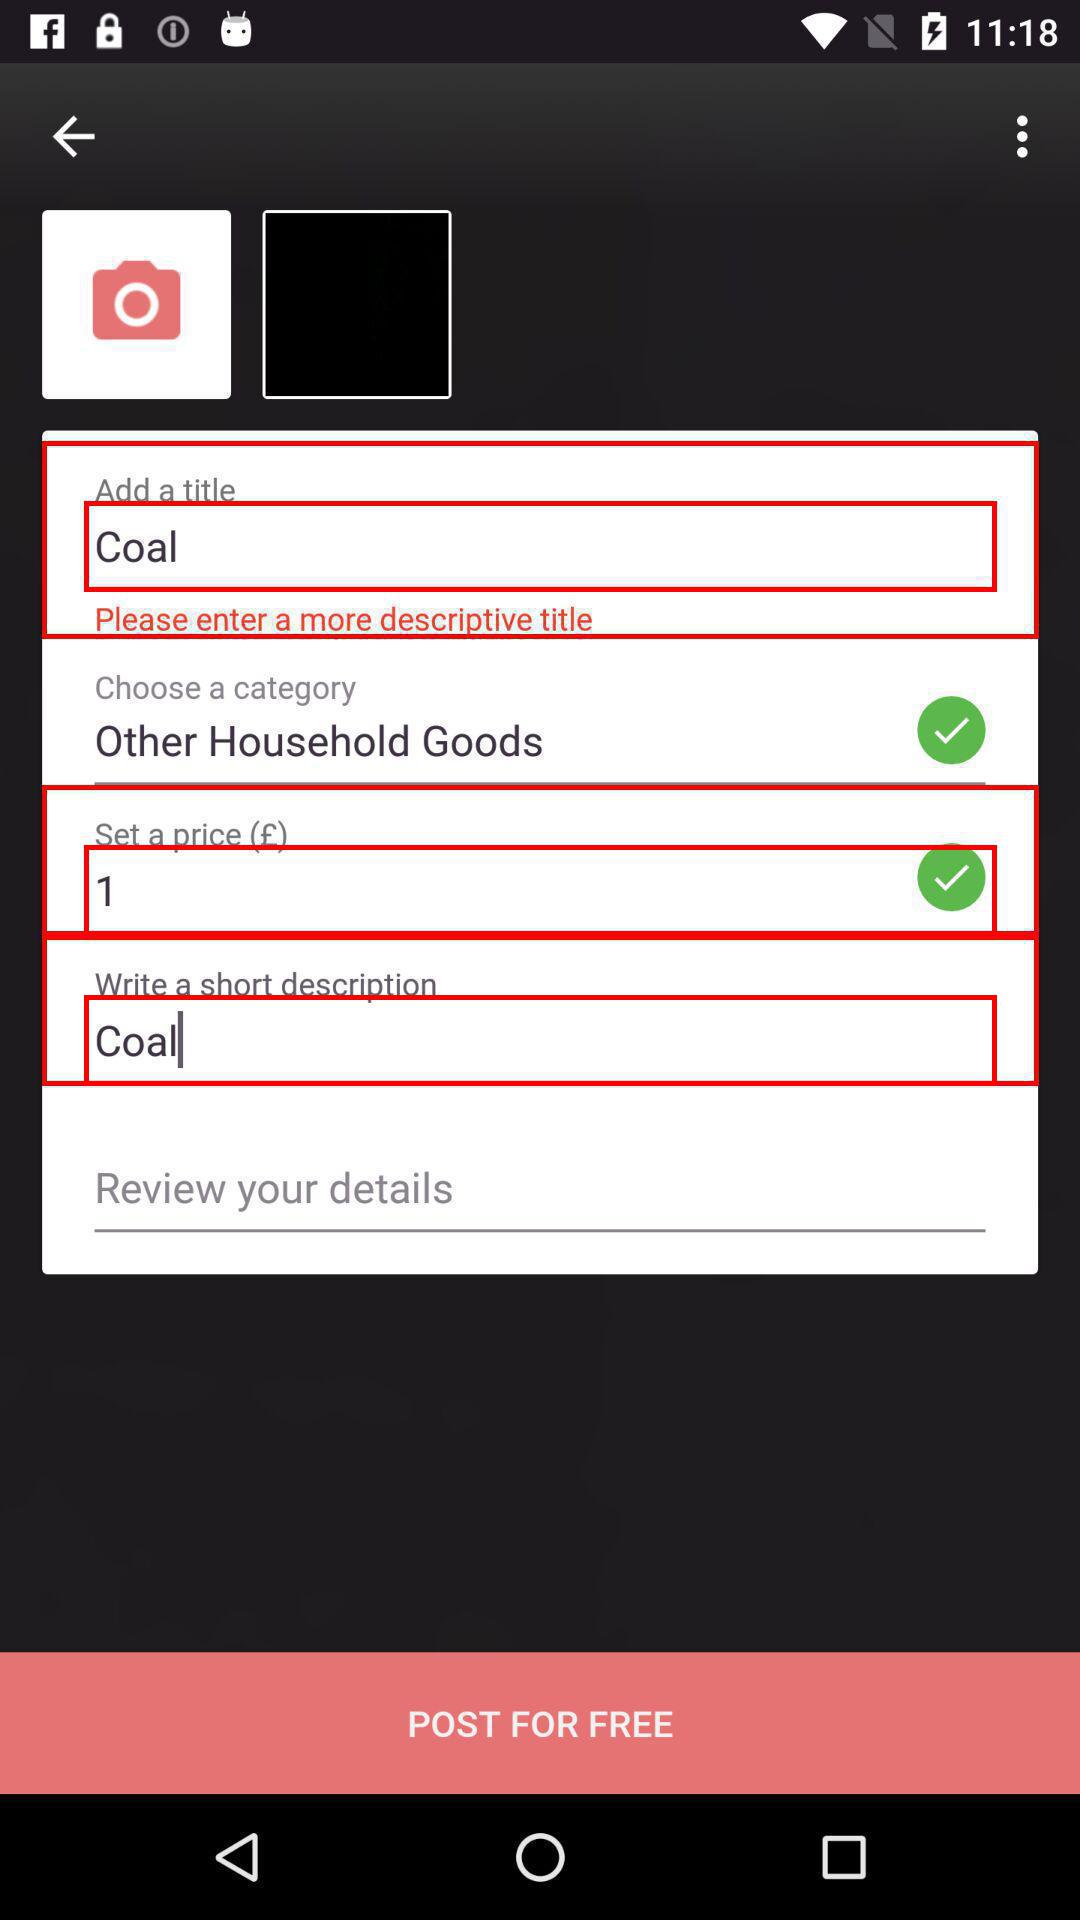 11:18
Add a title
Coal
Please enter a more descriptive title
Choose a category
Other Household Goods
Set a price (£)
1
Write a short description
Coal
Review your details
POST FOR FREE